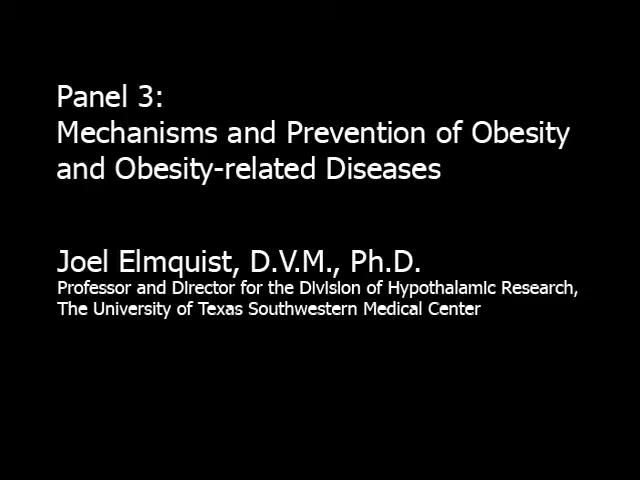 Panel 3:
Mechanisms and Prevention of Obesity
and Obesity-related Diseases
Joel Elmquist, D.V.M., Ph.D.
Professor and Director for the Division of Hypothalamic Research,
The University of Texas Southwestern Medical Center